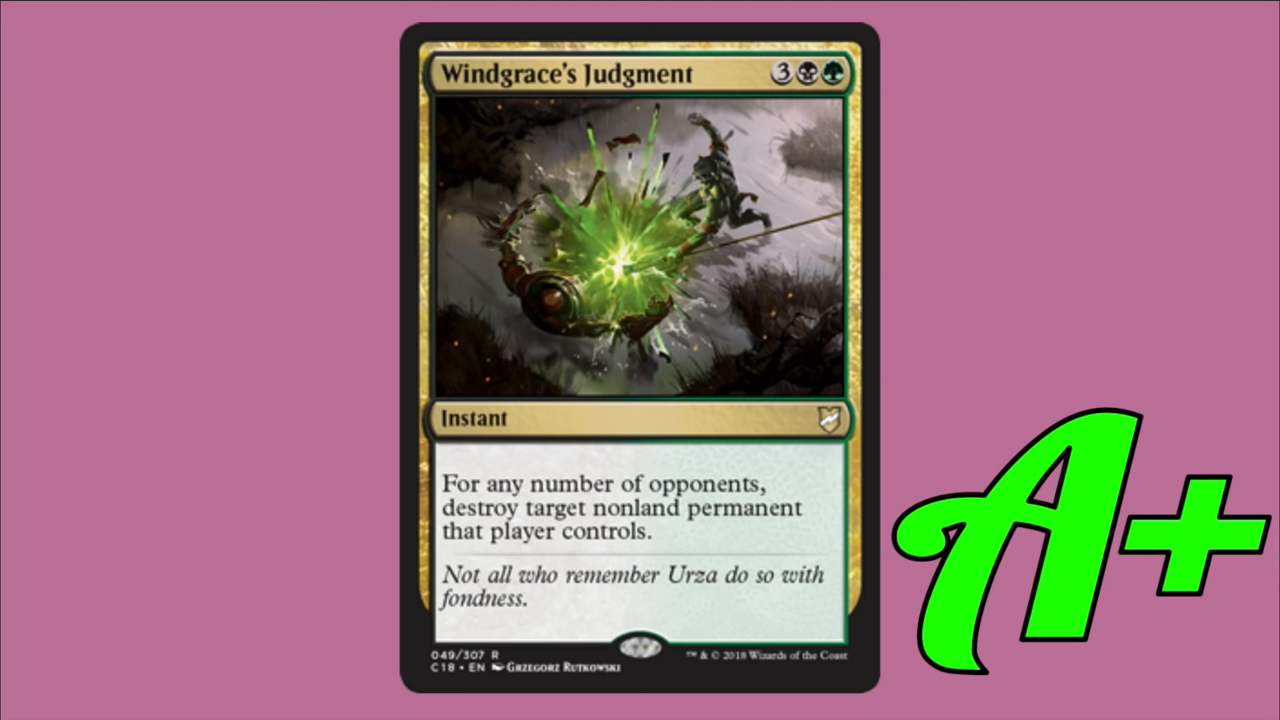 Windgrace's Judgment 3
Instant
For any number of opponents,
destroy target nonland permanent
that player controls.
Not all who remember Urza do so with
fondness.
049/307 R
™ & © 2018 Wizards of the Coast
C18 • EN Grzegorz Rutkowski
A+